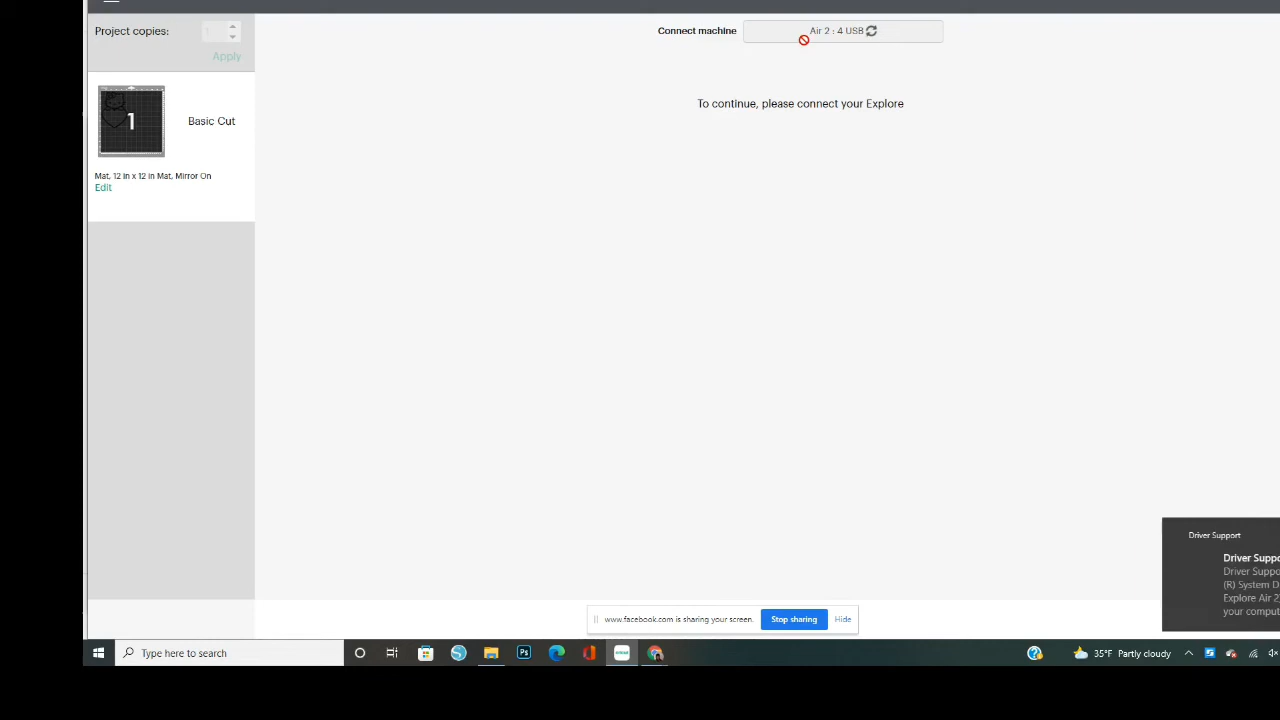 Project copies:
1
Apply
Connect machine
Air 2 : 4 USB
To continue, please connect your Explore
1
Basic Cut
Mat, 12 in x 12 in Mat, Mirror On
Edit
Driver Support
Driver Suppo
Driver Suppo
(R) System D
Explore Air 2)
your comput
www.facebook.com is sharing your screen.
Stop sharing
Hide
Type here to search
Ps
35°F Partly cloudy